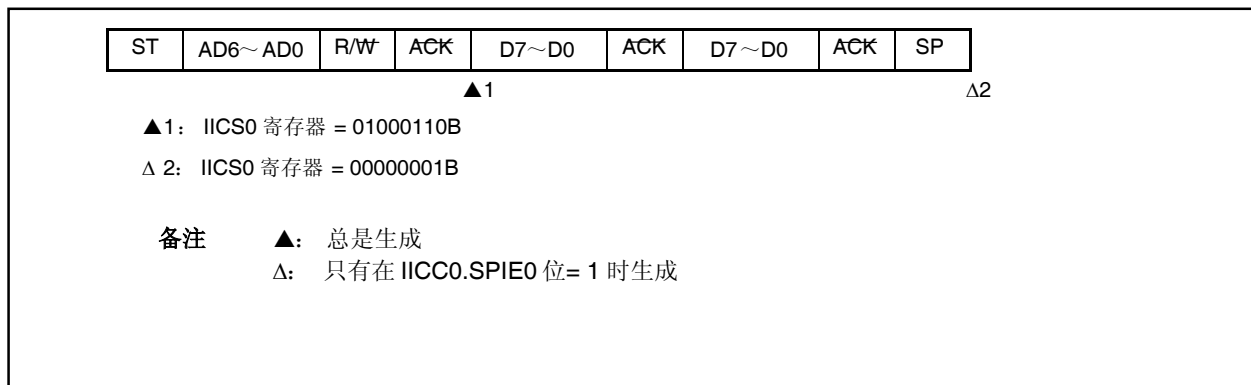 ST AD6～AD0 R/W ACK D7～D0 ACK D7～D0 ACK SP
▲1 Δ2
▲1： IICS0 寄存器 = 01000110B
Δ 2： IICS0 寄存器 = 00000001B
备注 ▲： 总是生成
Δ： 只有在 IICC0.SPIE0 位= 1 时生成